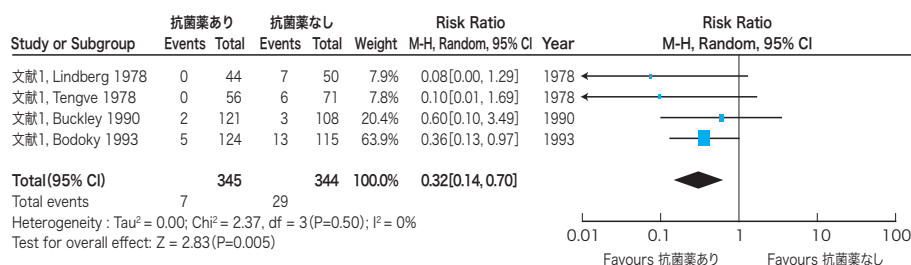 抗菌薬あり 抗菌薬なし Risk Ratio Risk Ratio
Study or Subgroup Events Total Events Total Weight M-H, Random, 95% CI Year M-H, Random, 95% CI
文献1, Lindberg 1978 0 44 7 50 7.9% 0.08[0.00, 1.29] 1978
文献1, Tengve 1978 0 56 6 71 7.8% 0.10[0.01, 1.69] 1978
文献1, Buckley 1990 2 121 3 108 20.4% 0.60[0.10, 3.49] 1990
文献1, Bodoky 1993 5 124 13 115 63.9% 0.36[0.13, 0.97] 1993
Total(95% CI) 345 344 100.0% 0.32[0.14, 0.70]
Total events 7 29
Heterogeneity : Tau² = 0.00; Chi² = 2.37, df = 3(P=0.50); I² = 0%
Test for overall effect: Z = 2.83(P=0.005)
0.01 0.1 1 10 100
Favours 抗菌薬あり Favours 抗菌薬なし